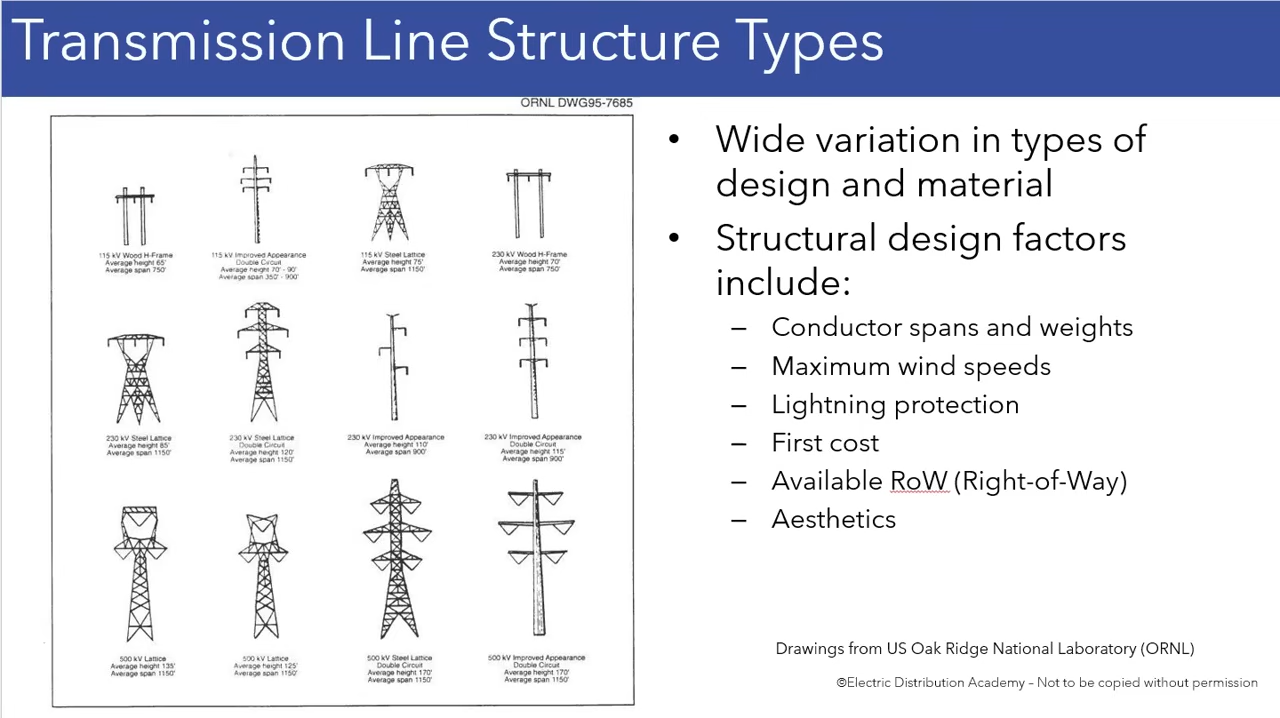 Transmission Line Structure Types
ORNL DWG95-7685
115 kV Wood H-Frame
Average height 65'
Average span 750'
115 kV Improved Appearance
Double Circuit
Average height 70' - 90'
Average span 350' - 900'
115 kV Steel Lattice
Average height 75'
Average span 1150'
230 kV Wood H-Frame
Average height 70'
Average span 750'
230 kV Steel Lattice
Average height 85'
Average span 1150'
230 kV Steel Lattice
Double Circuit
Average height 120'
Average span 1150'
230 kV Improved Appearance
Average height 110'
Average span 900'
230 kV Improved Appearance
Double Circuit
Average height 115'
Average span 900'
500 kV Lattice
Average height 135'
Average span 1150'
500 kV Lattice
Average height 125'
Average span 1150'
500 kV Steel Lattice
Double Circuit
Average height 170'
Average span 1150'
500 kV Improved Appearance
Double Circuit
Average height 170'
Average span 1150'
• Wide variation in types of
design and material
• Structural design factors
include:
– Conductor spans and weights
– Maximum wind speeds
– Lightning protection
– First cost
– Available RoW (Right-of-Way)
– Aesthetics
Drawings from US Oak Ridge National Laboratory (ORNL)
©Electric Distribution Academy – Not to be copied without permission